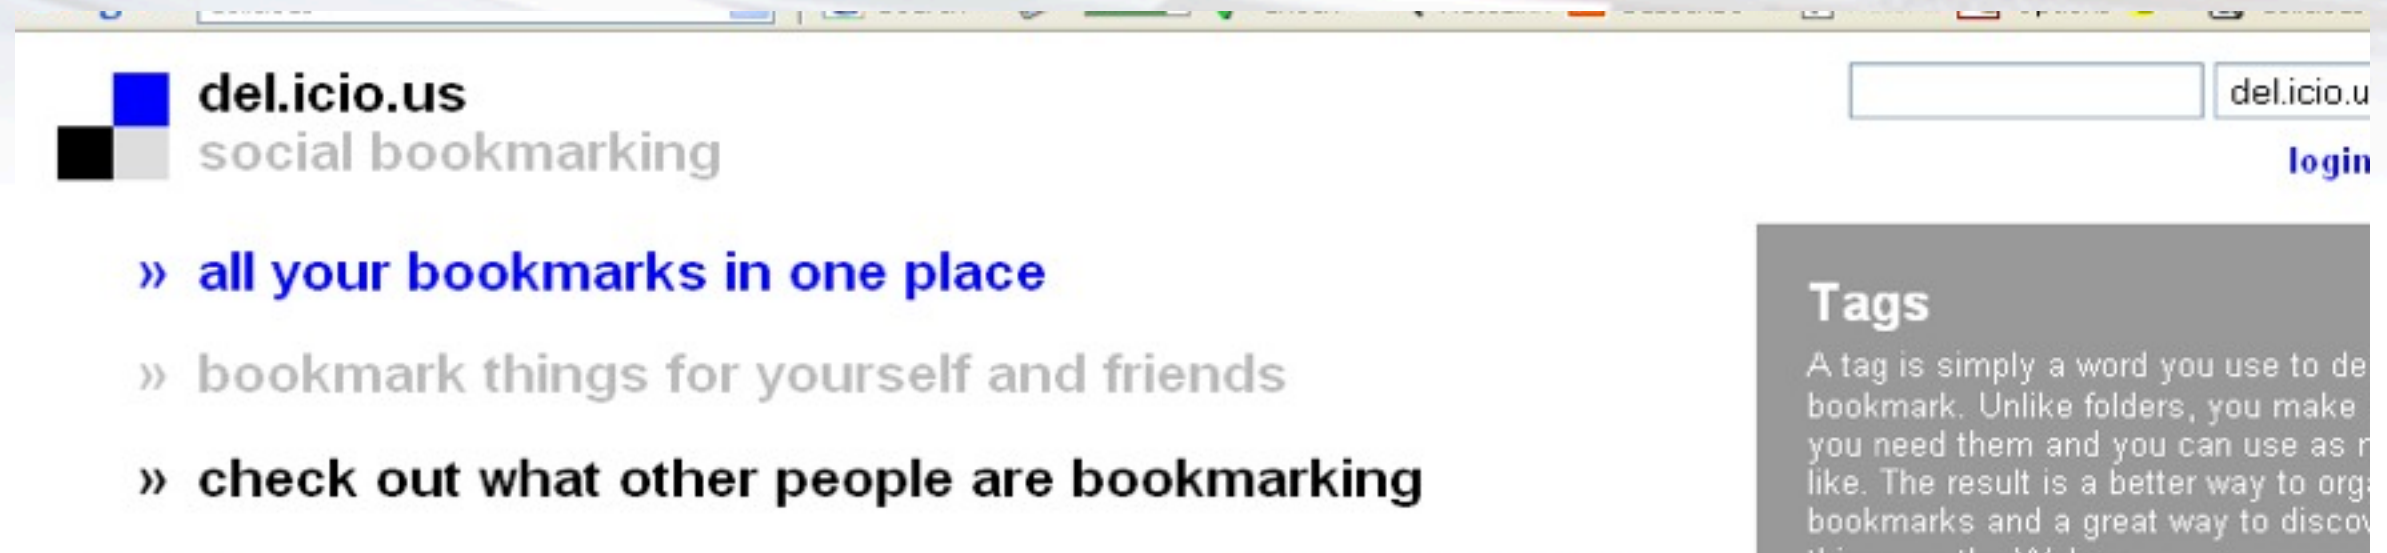 del.icio.us
social bookmarking
del.icio.u
login
» all your bookmarks in one place
» bookmark things for yourself and friends
» check out what other people are bookmarking
Tags
A tag is simply a word you use to de
bookmark. Unlike folders, you make
you need them and you can use as
like. The result is a better way to org
bookmarks and a great way to discov